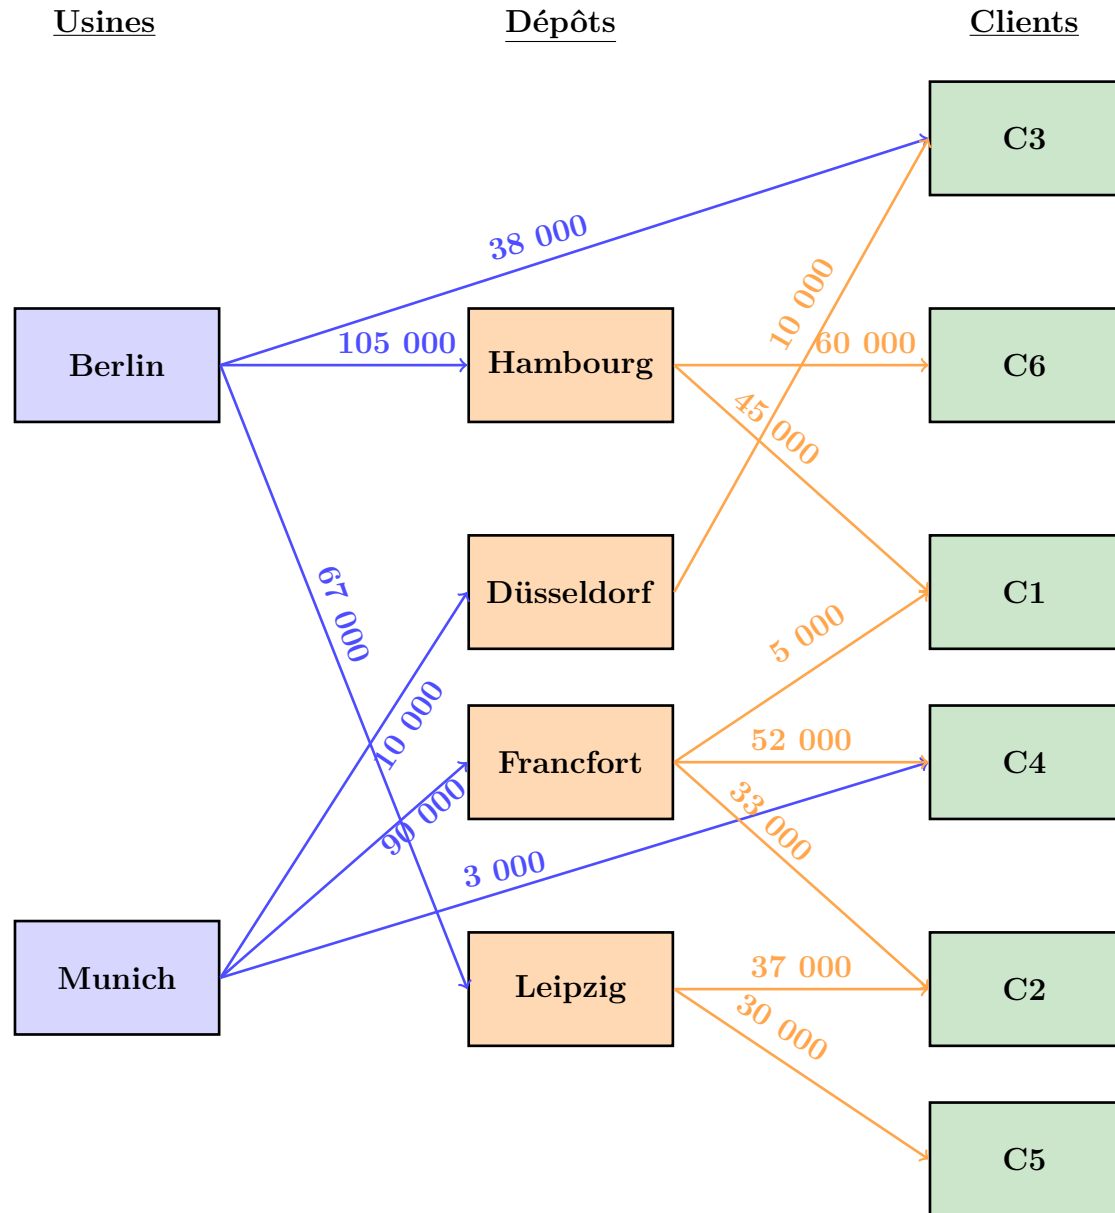 Usines
Dépôts
Clients
C3
38 000
10 000
Berlin
105 000
Hambourg
60 000
C6
45 000
67 000
Düsseldorf
C1
5 000
10 000
Francfort
52 000
C4
90 000
33 000
3 000
Munich
Leipzig
37 000
C2
30 000
C5